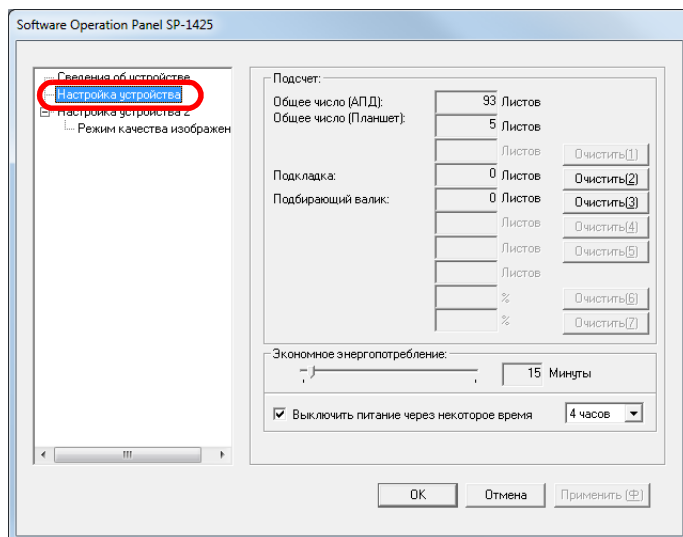 Software Operation Panel SP-1425
Сведения об устройстве
Настройка устройства
Настройка устройства 2
Режим качества изображен
Подсчет:
Общее число (АПД): 93 Листов
Общее число (Планшет): 5 Листов
Листов Очистить(1)
Подкладка: 0 Листов Очистить(2)
Подбирающий валик: 0 Листов Очистить(3)
Листов Очистить(4)
Листов Очистить(5)
Листов
% Очистить(6)
% Очистить(7)
Экономное энергопотребление:
15 Минуты
Выключить питание через некоторое время 4 часов
OK Отмена Применить (中)